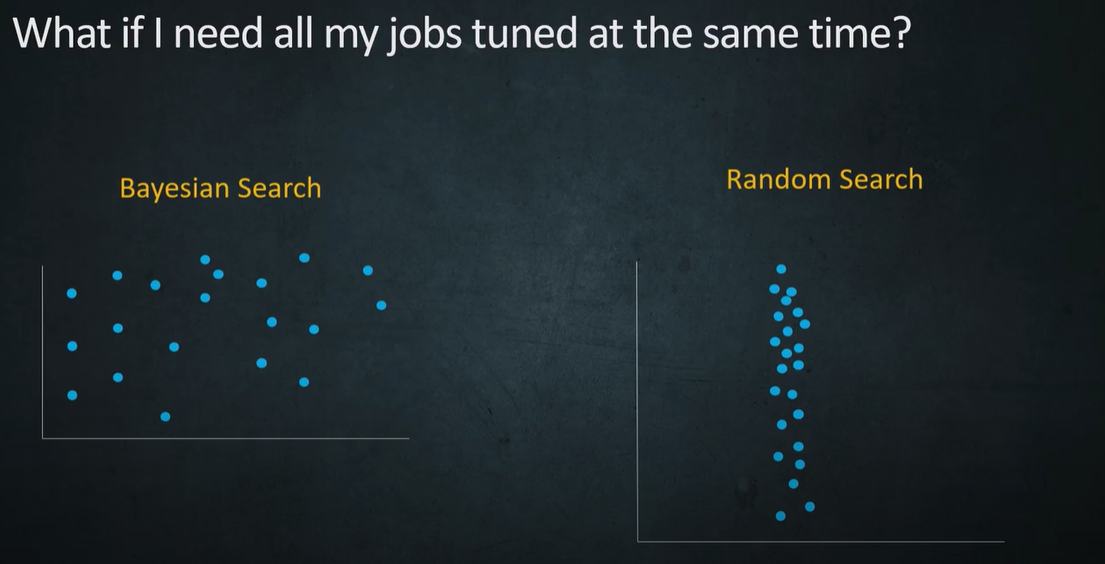 What if I need all my jobs tuned at the same time?
Bayesian Search
Random Search